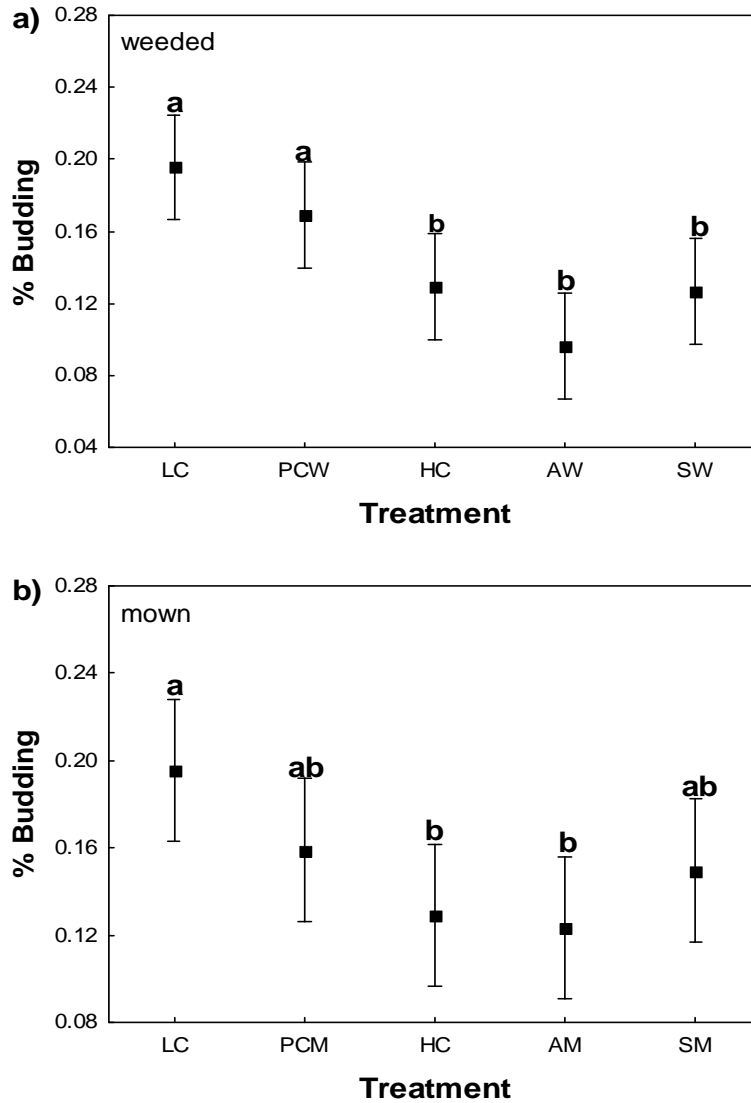 a)
0.28
weeded
0.24
a
a
0.20
b
b
0.16
b
0.12
0.08
0.04
% Budding
LC PCW HC AW SW
Treatment
b)
0.28
mown
0.24
a
ab
ab
0.20
b
b
0.16
0.12
0.08
% Budding
LC PCM HC AM SM
Treatment